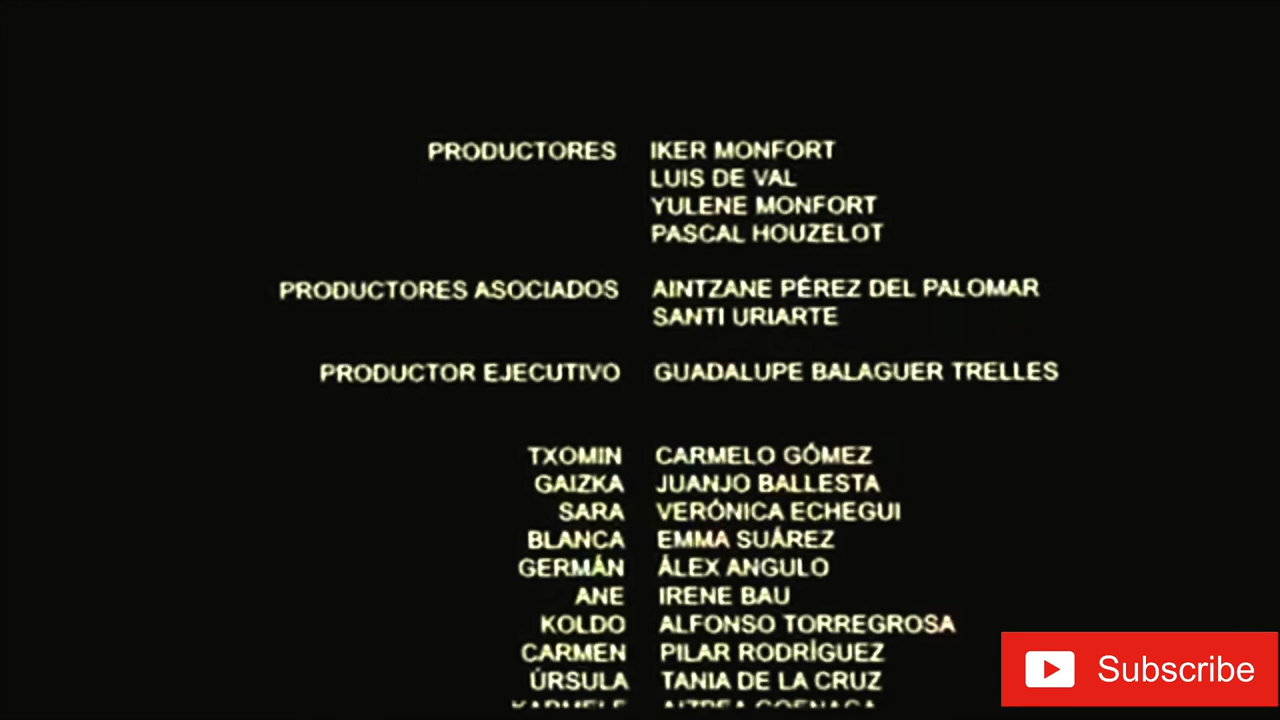 PRODUCTORES IKER MONFORT
LUIS DE VAL
YULENE MONFORT
PASCAL HOUZELOT
PRODUCTORES ASOCIADOS AINTZANE PÉREZ DEL PALOMAR
SANTI URIARTE
PRODUCTOR EJECUTIVO GUADALUPE BALAGUER TRELLES
TXOMIN CARMELO GÓMEZ
GAIZKA JUANJO BALLESTA
SARA VERÓNICA ECHEGUI
BLANCA EMMA SUÁREZ
GERMÁN ÁLEX ANGULO
ANE IRENE BAU
KOLDO ALFONSO TORREGROSA
CARMEN PILAR RODRÍGUEZ
ÚRSULA TANIA DE LA CRUZ
Subscribe